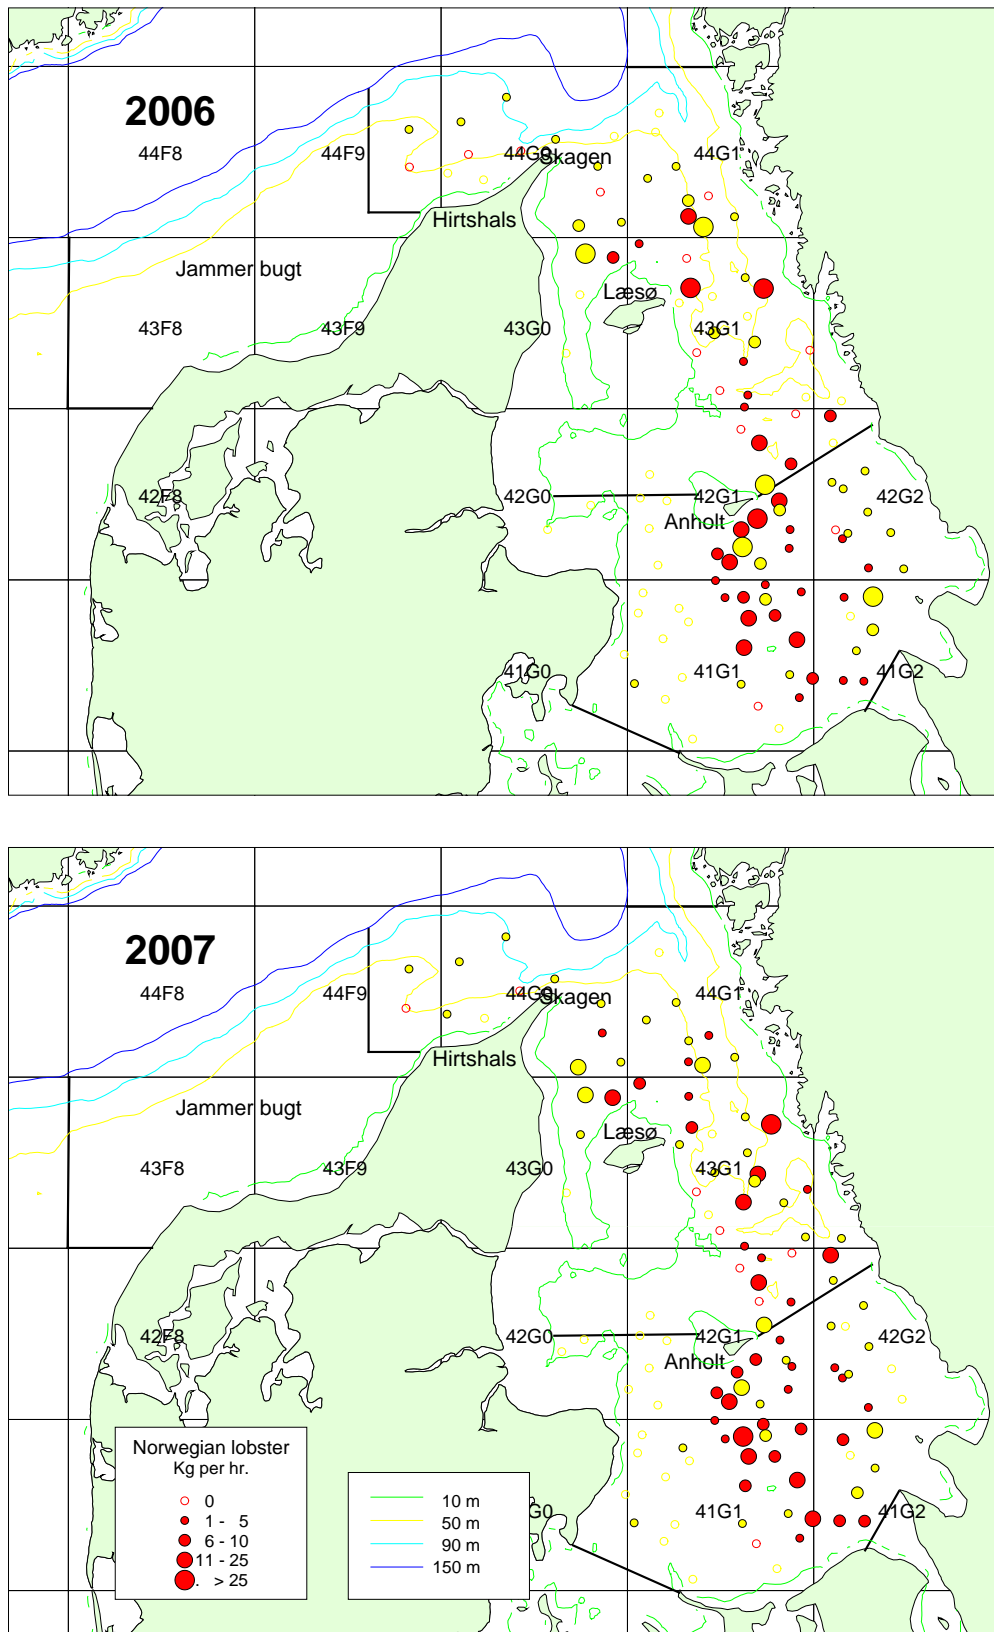 2006
44F8
44F9
44G0
Skagen
44G1
Hirtshals
Jammer bugt
Læsø
43F8
43F9
43G0
43G1
42F8
42G0
42G1
42G2
Anholt
41G0
41G1
41G2
2007
44F8
44F9
44G0
Skagen
44G1
Hirtshals
Jammer bugt
Læsø
43F8
43F9
43G0
43G1
42F8
42G0
42G1
42G2
Anholt
G0
41G1
41G2
Norwegian lobster
Kg per hr.
0
1 - 5
6 - 10
11 - 25
. > 25
10 m
50 m
90 m
150 m